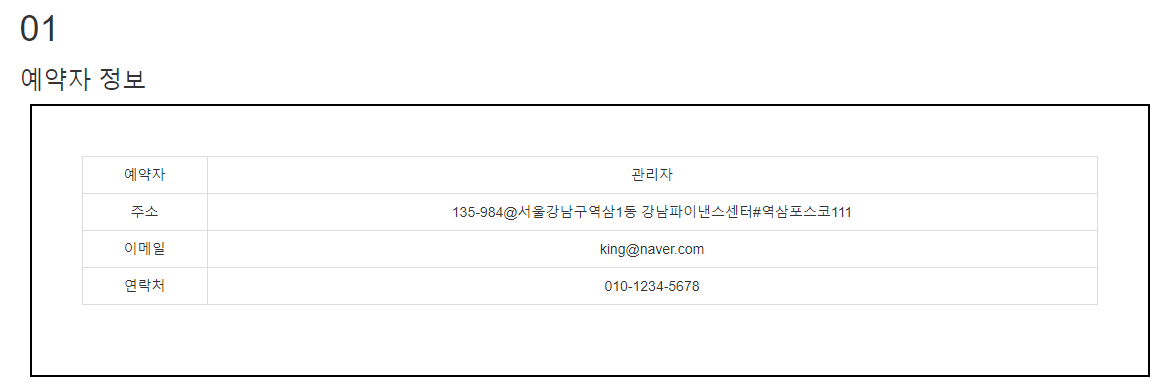 01
예약자 정보
예약자 관리자
주소 135-984@서울강남구역삼1동 강남파이낸스센터#역삼포스코111
이메일 king@naver.com
연락처 010-1234-5678